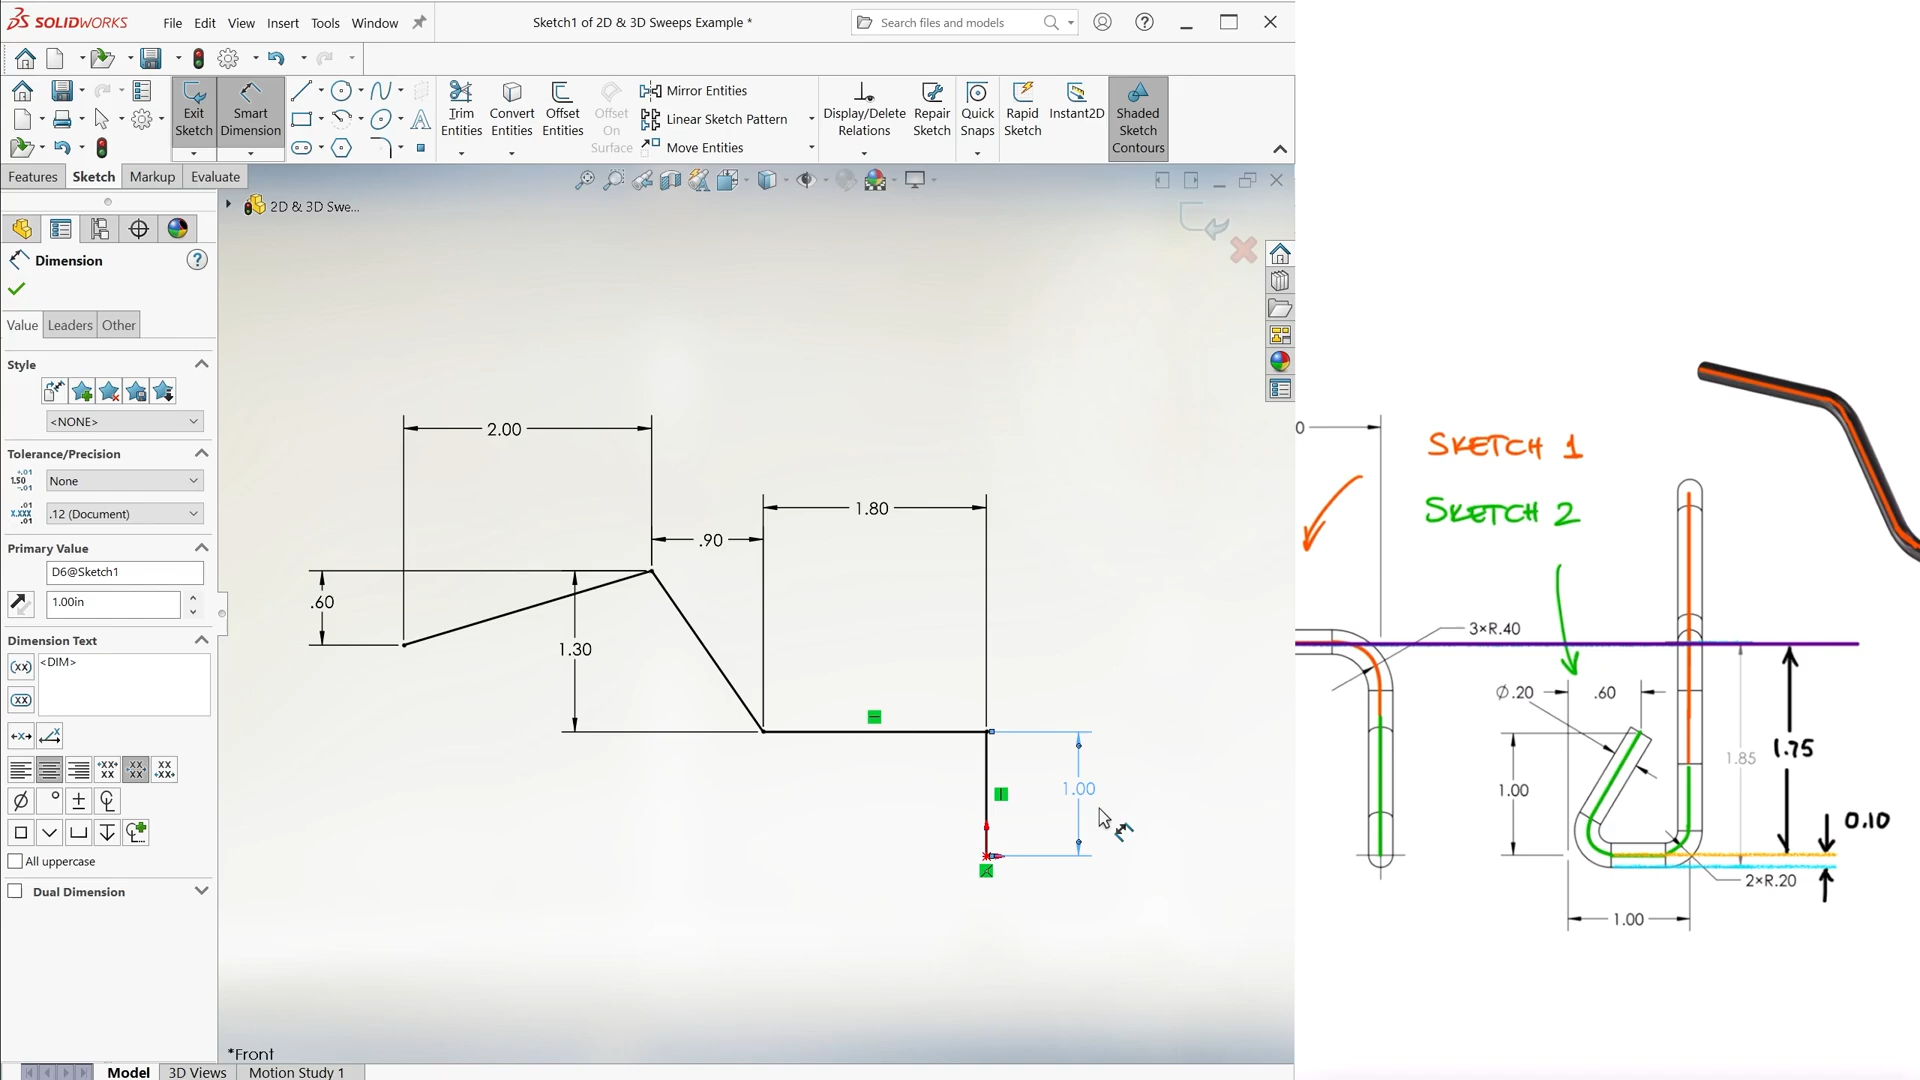 SOLIDWORKS
File Edit View Insert Tools Window
Sketch1 of 2D & 3D Sweeps Example *
Search files and models
Exit Sketch
Smart Dimension
Trim Entities
Convert Entities
Offset Entities
Offset On Surface
Mirror Entities
Linear Sketch Pattern
Move Entities
Display/Delete Relations
Repair Sketch
Quick Snaps
Rapid Sketch
Instant2D
Shaded Sketch Contours
Features Sketch Markup Evaluate
2D & 3D Swe...
Dimension
Value Leaders Other
Style
<NONE>
Tolerance/Precision
None
.12 (Document)
Primary Value
D6@Sketch1
1.00in
Dimension Text
<DIM>
All uppercase
Dual Dimension
2.00
.90
1.80
.60
1.30
1.00
*Front
Model 3D Views Motion Study 1
0
SKETCH 1
SKETCH 2
3×R.40
Ø.20
.60
1.00
1.85
1.75
0.10
2×R.20
1.00